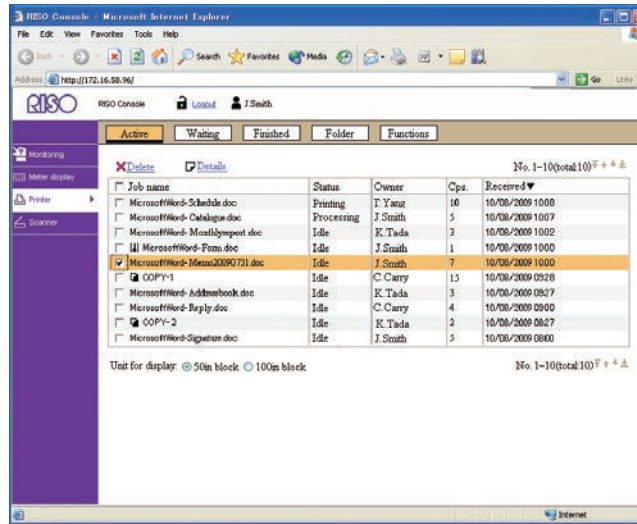 RISO Console - Microsoft Internet Explorer
File Edit View Favorites Tools Help
Back Search Favorites Media
Address http://172.16.58.96/ Go Links
RISO RISO Console Logout J.Smith
Active Waiting Finished Folder Functions
Monitoring
Meter display
Printer
Scanner
Delete Details No. 1-10(total:10)
Job name Status Owner Cps. Received▼
MicrosoftWord-Schedule.doc Printing T.Yang 10 10/08/2009 1008
MicrosoftWord- Catalogue.doc Processing J.Smith 5 10/08/2009 1007
MicrosoftWord- Monthlyreport.doc Idle K.Tada 3 10/08/2009 1002
MicrosoftWord-Form.doc Idle J.Smith 1 10/08/2009 1000
MicrosoftWord- Memo20090731.doc Idle J.Smith 7 10/08/2009 1000
COPY-1 Idle C.Carry 15 10/08/2009 0928
MicrosoftWord- Addressbook.doc Idle K.Tada 3 10/08/2009 0927
MicrosoftWord-Reply.doc Idle C.Carry 4 10/08/2009 0900
COPY-2 Idle K.Tada 2 10/08/2009 0827
MicrosoftWord-Signature.doc Idle J.Smith 5 10/08/2009 0800
Unit for display: 50in block 100in block No. 1-10(total:10)
Internet